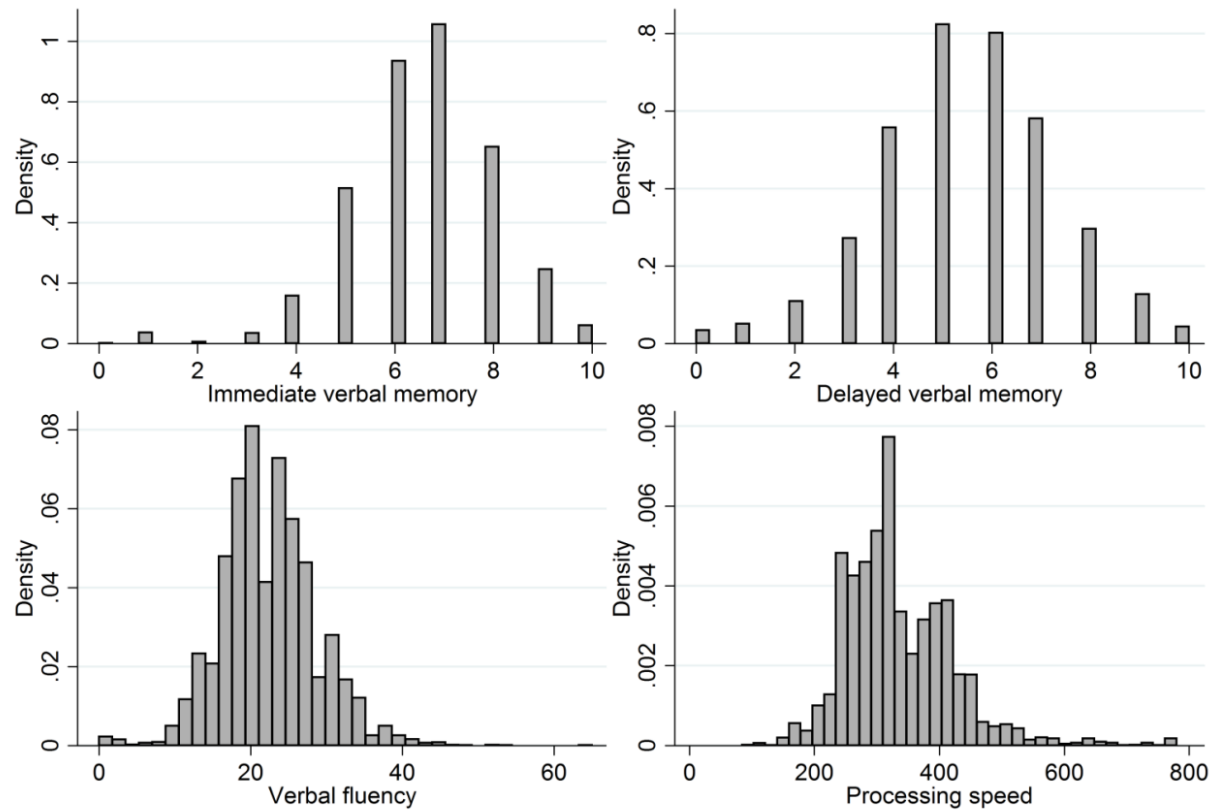 Density
0 .2 .4 .6 .8 1
0 2 4 6 8 10
Immediate verbal memory
Density
0 .2 .4 .6 .8
0 2 4 6 8 10
Delayed verbal memory
Density
0 .02 .04 .06 .08
0 20 40 60
Verbal fluency
Density
0 .002 .004 .006 .008
0 200 400 600 800
Processing speed